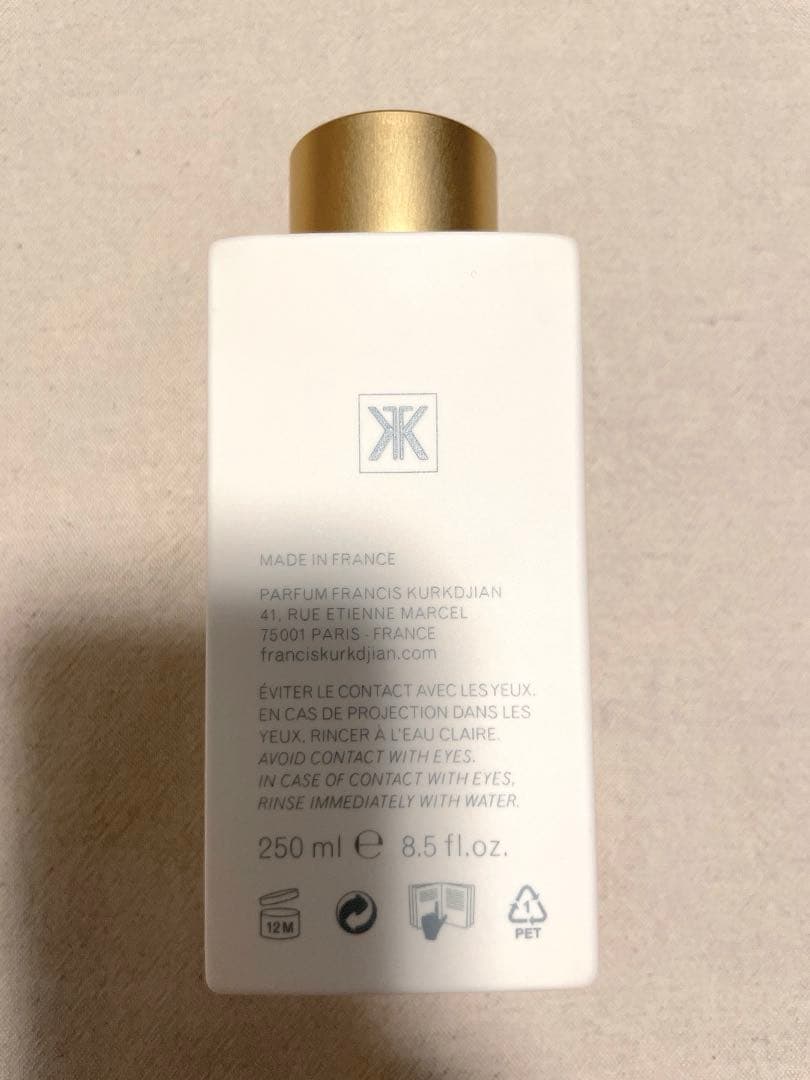 MADE IN FRANCE
PARFUM FRANCIS KURKDJIAN
41, RUE ETIENNE MARCEL
75001 PARIS - FRANCE
franciskurkdjian.com
ÉVITER LE CONTACT AVEC LES YEUX.
EN CAS DE PROJECTION DANS LES
YEUX, RINCER À L'EAU CLAIRE.
AVOID CONTACT WITH EYES.
IN CASE OF CONTACT WITH EYES,
RINSE IMMEDIATELY WITH WATER.
250 ml ℮ 8.5 fl.oz.
12 M
1
PET